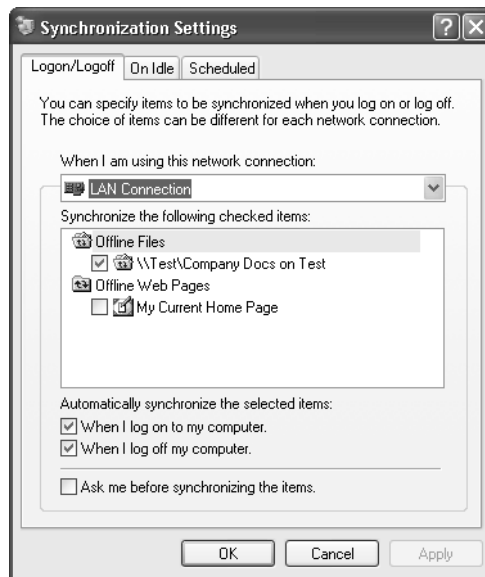 Synchronization Settings
Logon/Logoff
On Idle
Scheduled
You can specify items to be synchronized when you log on or log off.
The choice of items can be different for each network connection.
When I am using this network connection:
LAN Connection
Synchronize the following checked items:
Offline Files
\\Test\Company Docs on Test
Offline Web Pages
My Current Home Page
Automatically synchronize the selected items:
When I log on to my computer.
When I log off my computer.
Ask me before synchronizing the items.
OK
Cancel
Apply